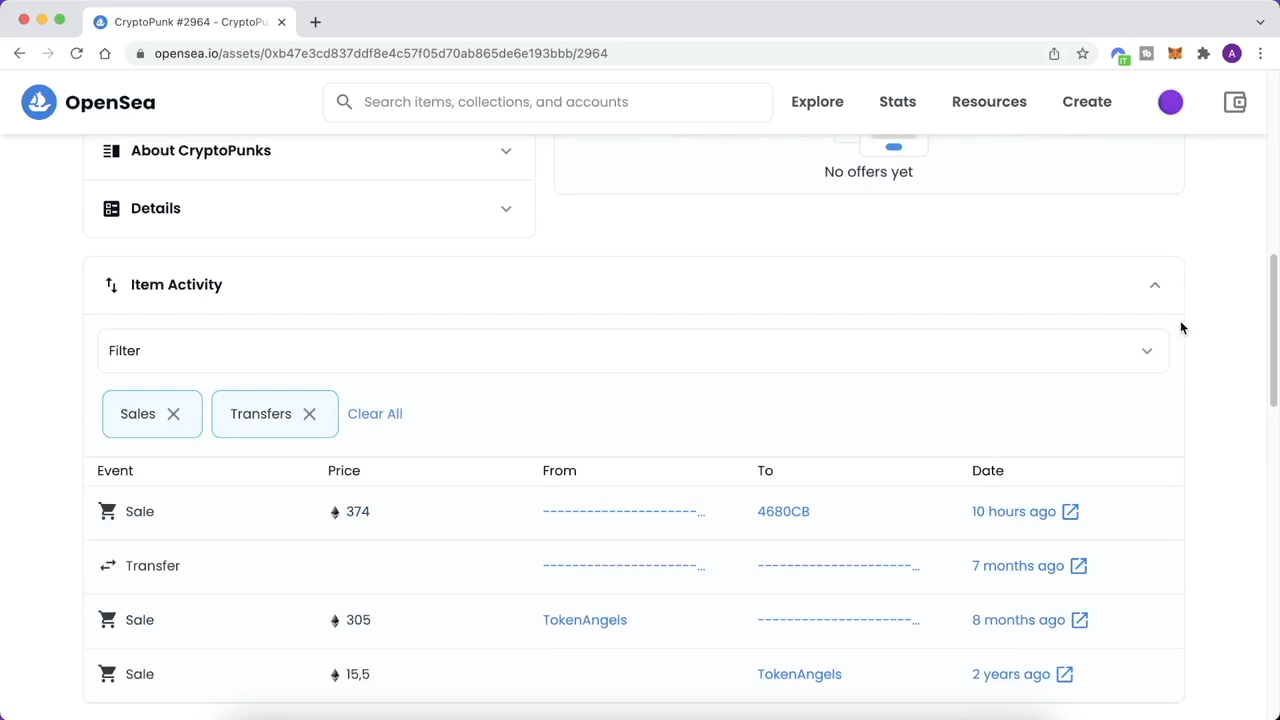 CryptoPunk #2964 - CryptoPu
opensea.io/assets/0xb47e3cd837ddf8e4c57f05d70ab865de6e193bbb/2964
IT
tb
A
OpenSea
Search items, collections, and accounts
Explore
Stats
Resources
Create
About CryptoPunks
No offers yet
Details
Item Activity
Filter
Sales
Transfers
Clear All
Event Price From To Date
Sale 374 ----------------------... 4680CB 10 hours ago
Transfer ----------------------... ----------------------... 7 months ago
Sale 305 TokenAngels ----------------------... 8 months ago
Sale 15,5 TokenAngels 2 years ago